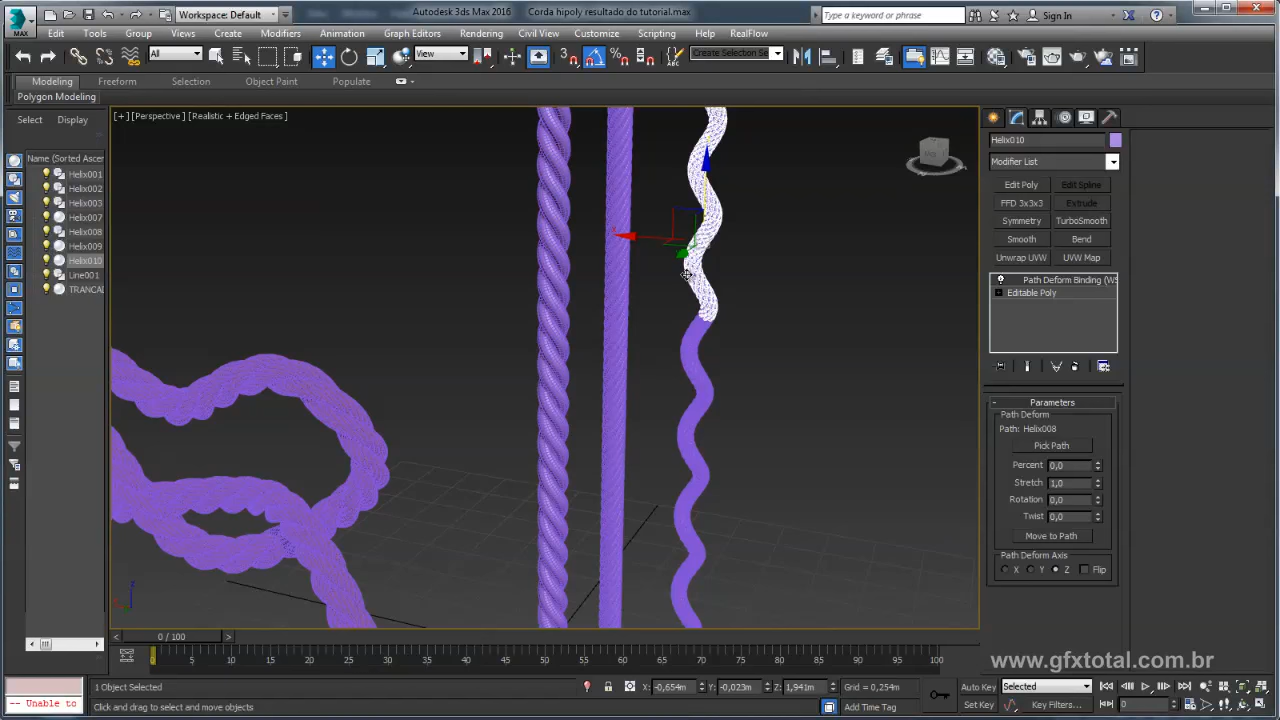 Workspace: Default
Autodesk 3ds Max 2016
Corda hipoly resultado do tutorial.max
Type a keyword or phrase
Sign In
MAX
Edit Tools Group Views Create Modifiers Animation Graph Editors Rendering Civil View Customize Scripting Help RealFlow
All
View
Create Selection Se
Modeling Freeform Selection Object Paint Populate
Polygon Modeling
Select Display
[+] [Perspective] [Realistic + Edged Faces]
Name (Sorted Ascen
Helix001
Helix002
Helix003
Helix007
Helix008
Helix009
Helix010
Line001
TRANCAD
Helix010
Modifier List
Edit Poly Edit Spline
FFD 3x3x3 Extrude
Symmetry TurboSmooth
Smooth Bend
Unwrap UVW UVW Map
Path Deform Binding (WS
Editable Poly
Parameters
Path Deform
Path: Helix008
Pick Path
Percent 0,0
Stretch 1,0
Rotation 0,0
Twist 0,0
Move to Path
Path Deform Axis
X Y Z Flip
0 / 100
0 5 10 15 20 25 30 35 40 45 50 55 60 65 70 75 80 85 90 95 100
www.gfxtotal.com.br
1 Object Selected
X: -0,654m Y: -0,023m Z: 1,941m Grid = 0,254m
Auto Key Selected
-- Unable to
Click and drag to select and move objects
Add Time Tag
Set Key Key Filters... 0